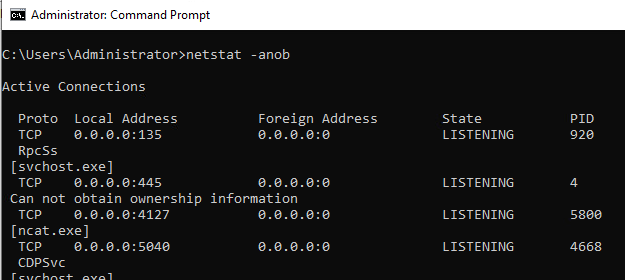 Administrator: Command Prompt
C:\Users\Administrator>netstat -anob
Active Connections
Proto Local Address Foreign Address State PID
TCP 0.0.0.0:135 0.0.0.0:0 LISTENING 920
RpcSs
[svchost.exe]
TCP 0.0.0.0:445 0.0.0.0:0 LISTENING 4
Can not obtain ownership information
TCP 0.0.0.0:4127 0.0.0.0:0 LISTENING 5800
[ncat.exe]
TCP 0.0.0.0:5040 0.0.0.0:0 LISTENING 4668
CDPSvc
[svchost.exe]